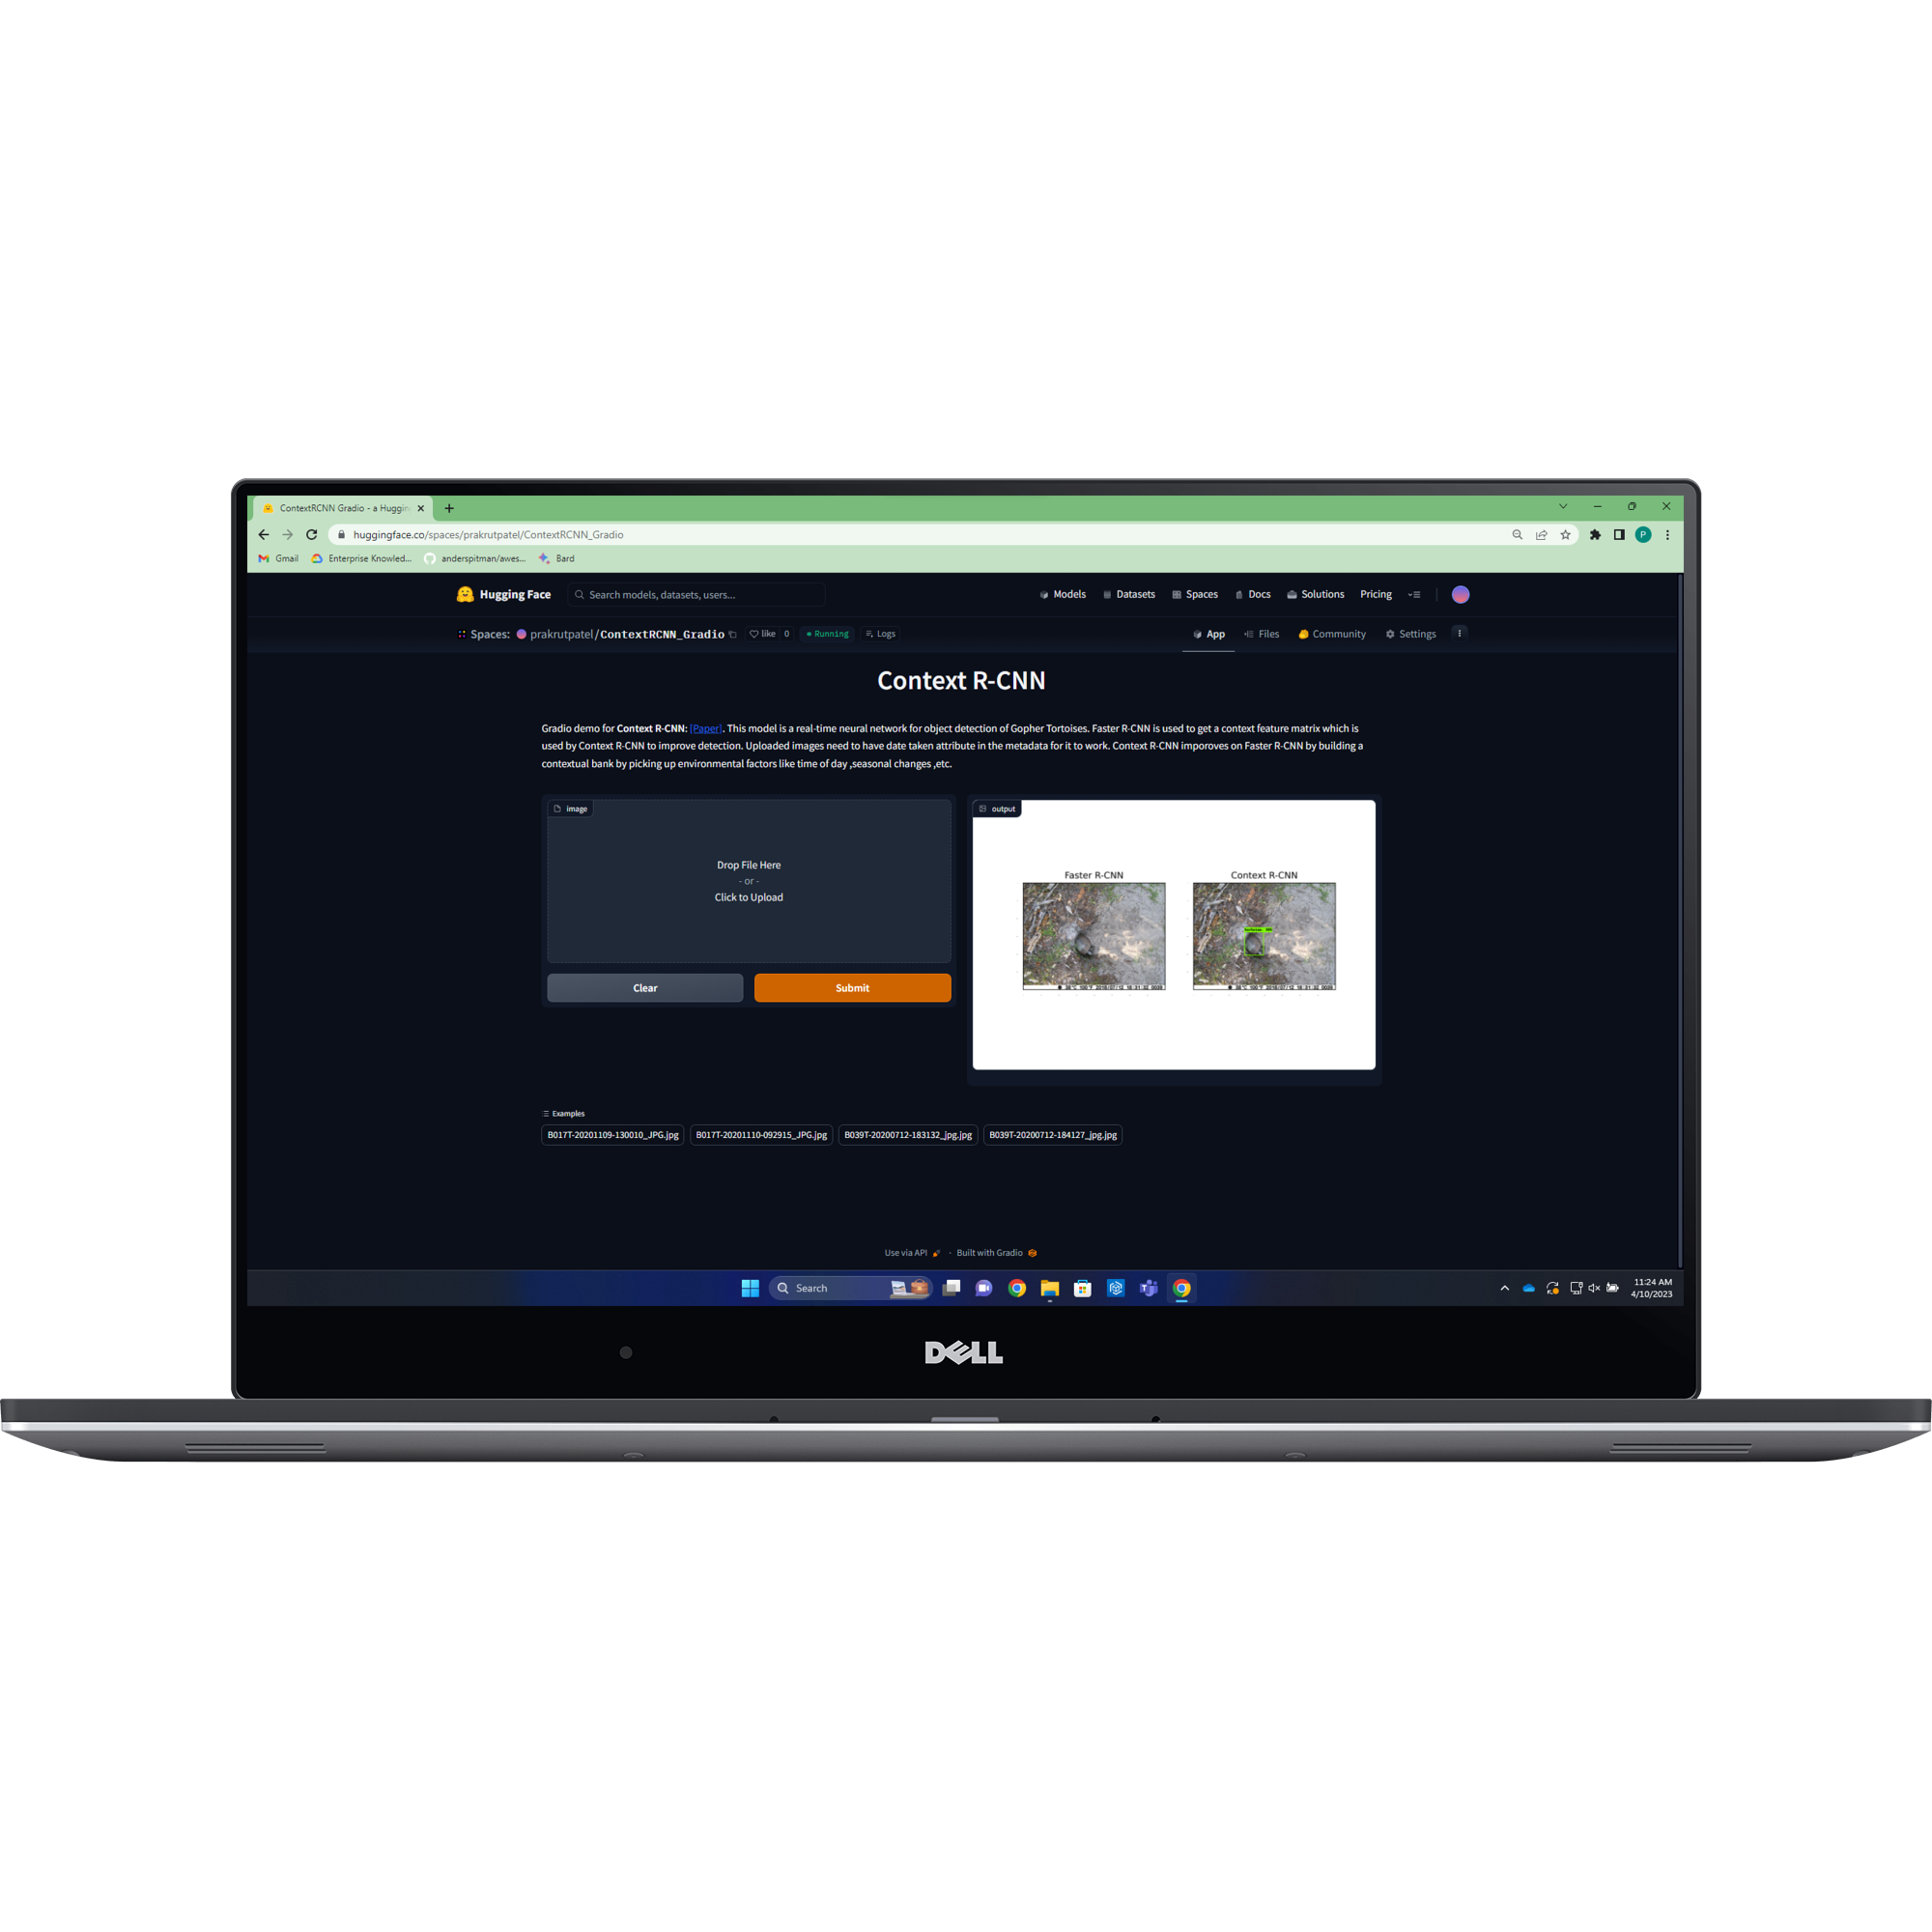 ContextRCNN Gradio - a Huggin
huggingface.co/spaces/prakrutpatel/ContextRCNN_Gradio
P
Gmail
Enterprise Knowled...
anderspitman/awes...
Bard
Hugging Face
Search models, datasets, users...
Models
Datasets
Spaces
Docs
Solutions
Pricing
Spaces:
prakrutpatel/ContextRCNN_Gradio
like 0
Running
Logs
App
Files
Community
Settings
Context R-CNN
Gradio demo for Context R-CNN: [Paper]. This model is a real-time neural network for object detection of Gopher Tortoises. Faster R-CNN is used to get a context feature matrix which is
used by Context R-CNN to improve detection. Uploaded images need to have date taken attribute in the metadata for it to work. Context R-CNN imporoves on Faster R-CNN by building a
contextual bank by picking up environmental factors like time of day ,seasonal changes ,etc.
image
Drop File Here
- or -
Click to Upload
Clear
Submit
output
Faster R-CNN
Context R-CNN
Examples
B017T-20201109-130010_JPG.jpg
B017T-20201110-092915_JPG.jpg
B039T-20200712-183132_jpg.jpg
B039T-20200712-184127_jpg.jpg
Use via API
·
Built with Gradio
Search
11:24 AM
4/10/2023
DELL